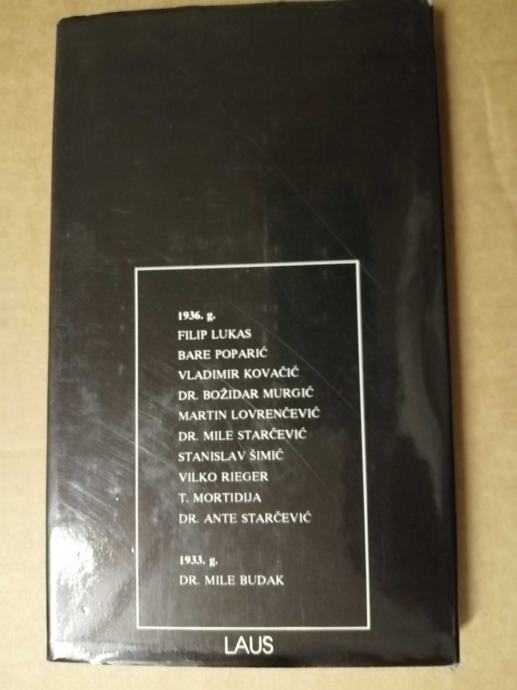 1936. g.
FILIP LUKAS
BARE POPARIĆ
VLADIMIR KOVAČIĆ
DR. BOŽIDAR MURGIĆ
MARTIN LOVRENČEVIĆ
DR. MILE STARČEVIĆ
STANISLAV ŠIMIĆ
VILKO RIEGER
T. MORTIDIJA
DR. ANTE STARČEVIĆ
1933. g.
DR. MILE BUDAK
LAUS